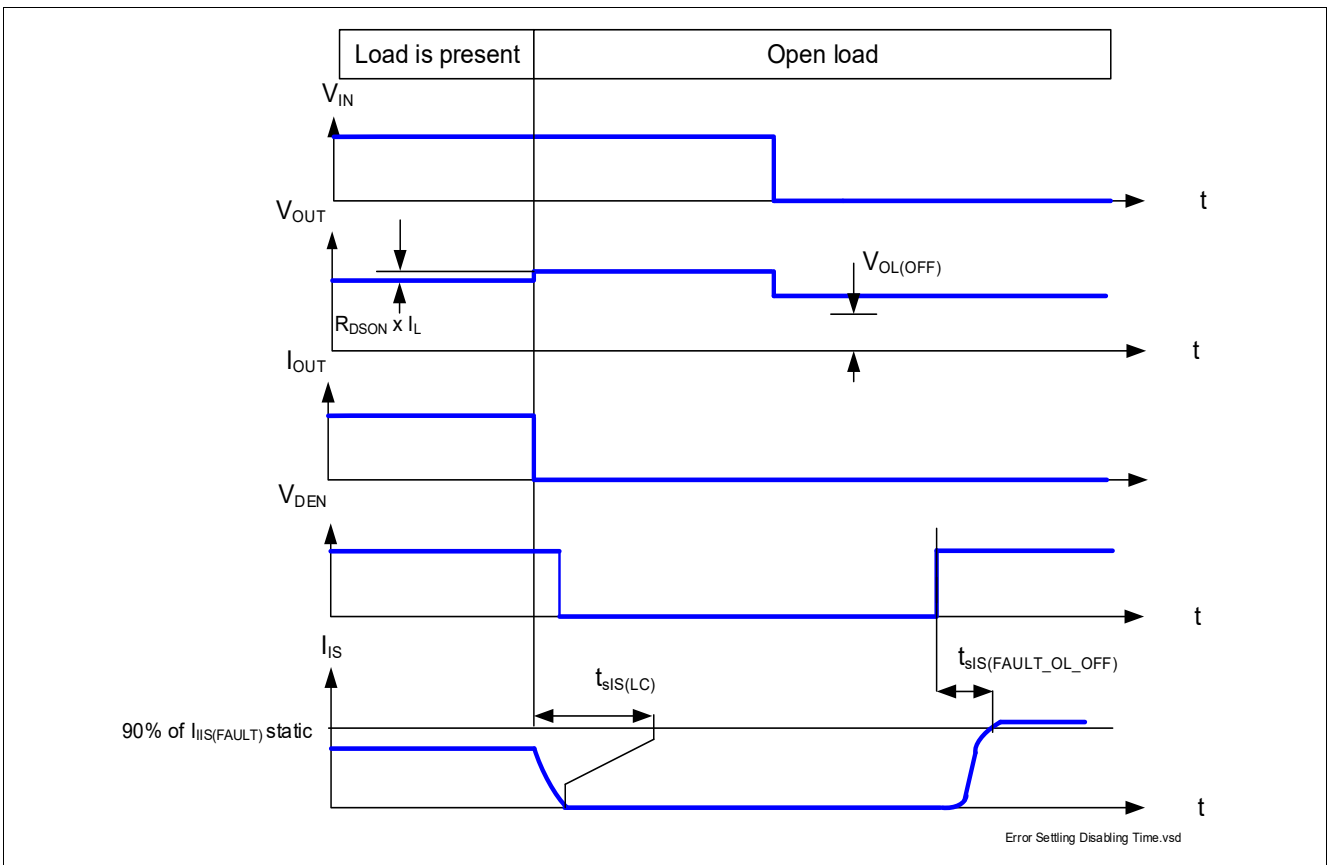 Load is present
Open load
VIN
t
VOUT
VOL(OFF)
RDSON x IL
t
IOUT
VDEN
t
IIS
tsIS(FAULT_OL_OFF)
tsIS(LC)
90% of IIIS(FAULT) static
t
Error Settling Disabling Time.vsd